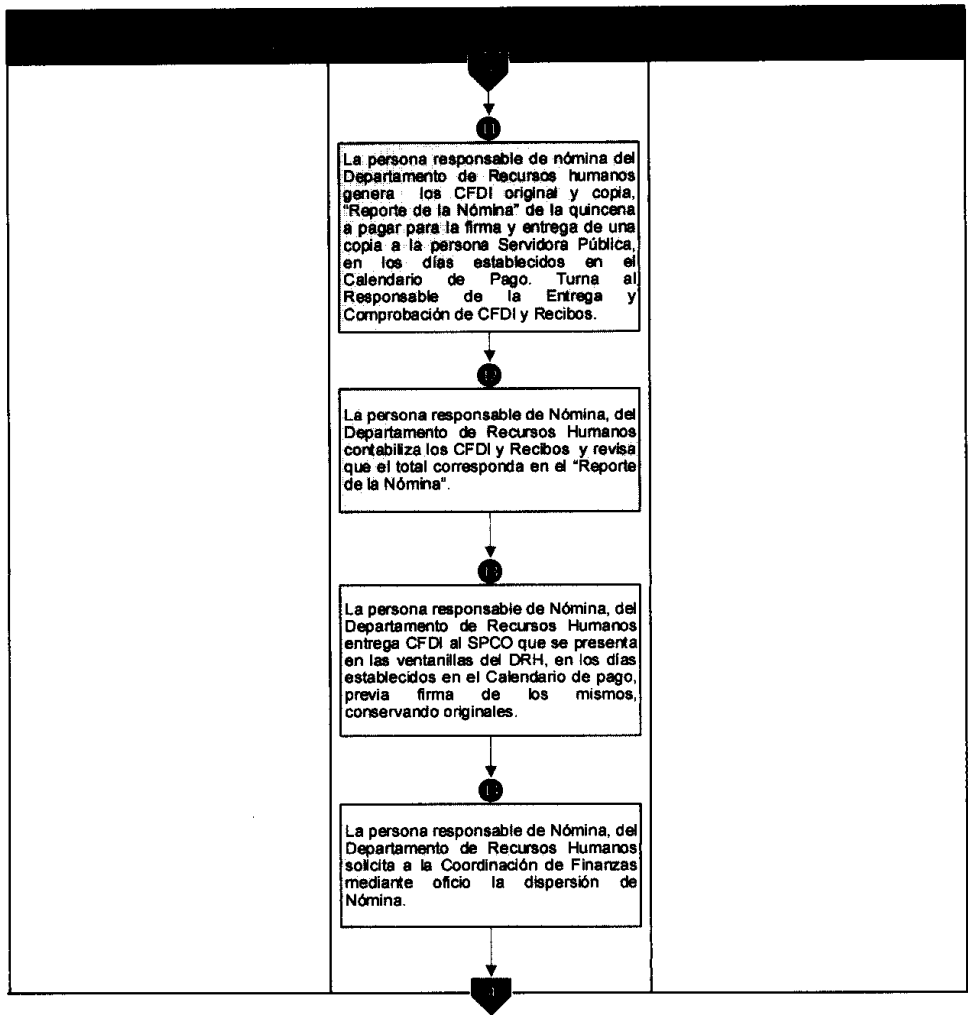 11
La persona responsable de nómina del
Departamento de Recursos humanos
genera los CFDI original y copia,
"Reporte de la Nómina" de la quincena
a pagar para la firma y entrega de una
copia a la persona Servidora Pública,
en los días establecidos en el
Calendario de Pago. Turna al
Responsable de la Entrega y
Comprobación de CFDI y Recibos.
La persona responsable de Nómina, del
Departamento de Recursos Humanos
contabiliza los CFDI y Recibos y revisa
que el total corresponda en el "Reporte
de la Nómina".
La persona responsable de Nómina, del
Departamento de Recursos Humanos
entrega CFDI al SPCO que se presenta
en las ventanillas del DRH, en los días
establecidos en el Calendario de pago,
previa firma de los mismos,
conservando originales.
La persona responsable de Nómina, del
Departamento de Recursos Humanos
solicita a la Coordinación de Finanzas
mediante oficio la dispersión de
Nómina.